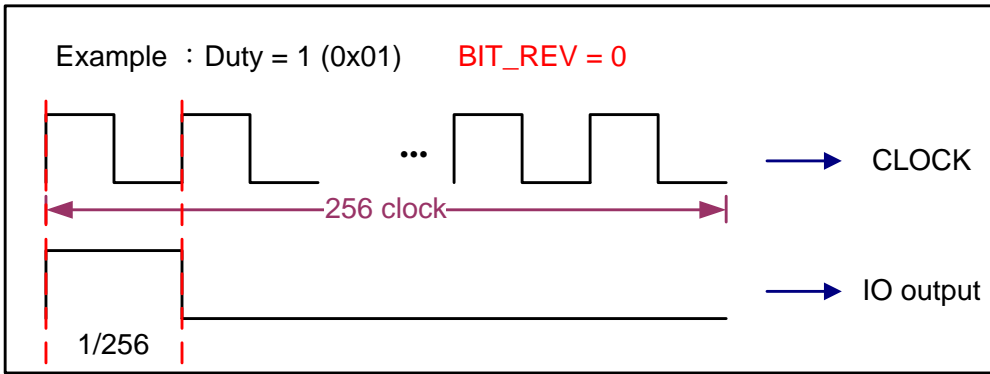 Example ：Duty = 1 (0x01) BIT_REV = 0
... CLOCK
256 clock
IO output
1/256